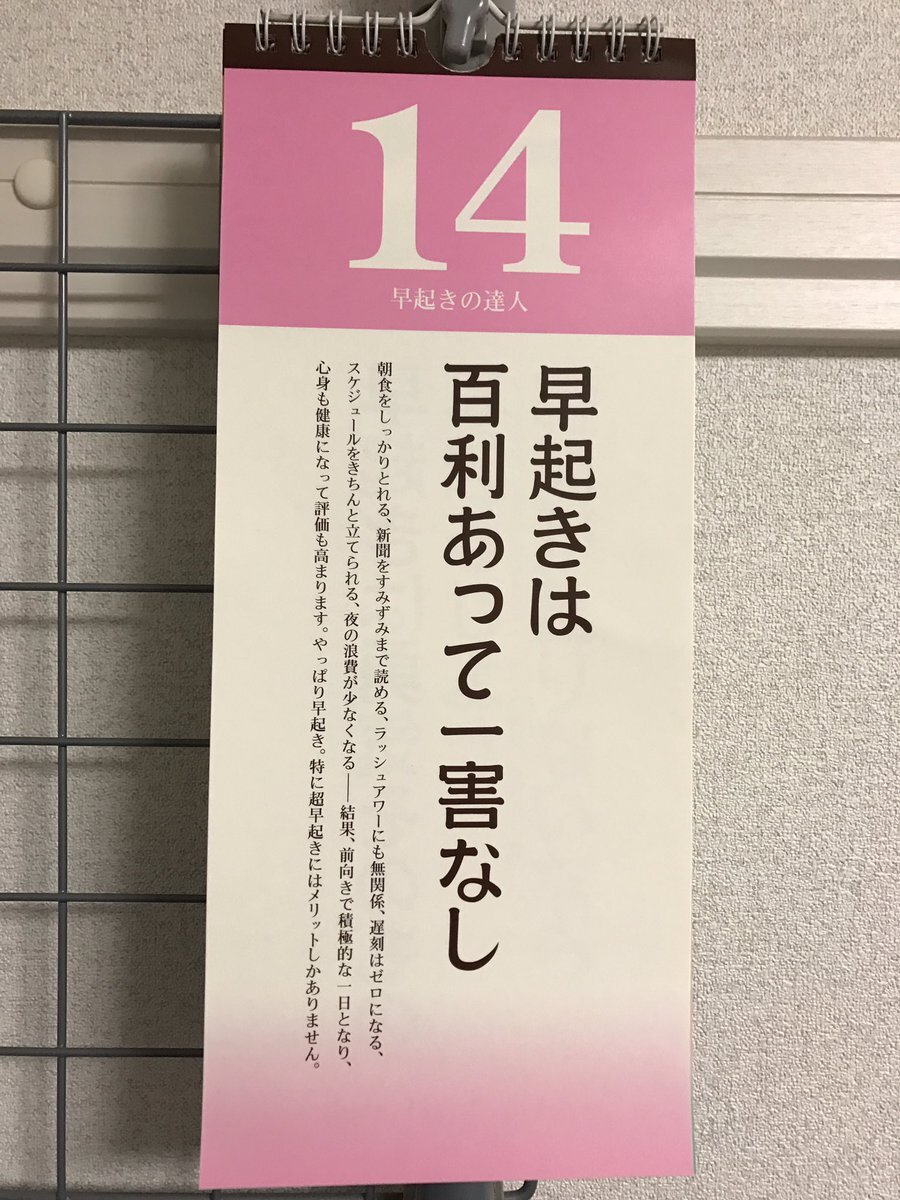 14
早起きの達人
早起きは
百利あって一害なし
朝食をしっかりとれる、新聞をすみずみまで読める、ラッシュアワーにも無関係、遅刻はゼロになる、
スケジュールをきちんと立てられる、夜の浪費が少なくなる――結果、前向きで積極的な一日となり、
心身も健康になって評価も高まります。やっぱり早起き。特に超早起きにはメリットしかありません。